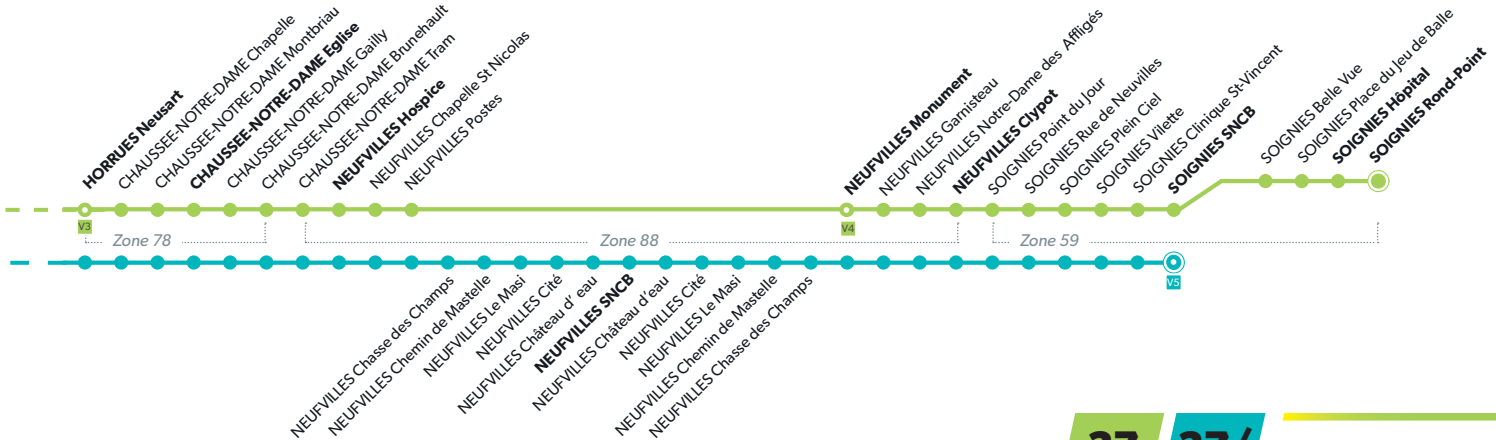 HORRUES Neusart
CHAUSSEE-NOTRE-DAME Chapelle
CHAUSSEE-NOTRE-DAME Montbriau
CHAUSSEE-NOTRE-DAME Eglise
CHAUSSEE-NOTRE-DAME Gailly
CHAUSSEE-NOTRE-DAME Brunehault
CHAUSSEE-NOTRE-DAME Tram
NEUFVILLES Hospice
NEUFVILLES Chapelle St Nicolas
NEUFVILLES Postes
NEUFVILLES Monument
NEUFVILLES Garnisteau
NEUFVILLES Notre-Dame des Affligés
NEUFVILLES Clypot
SOIGNIES Point du Jour
SOIGNIES Rue de Neuvilles
SOIGNIES Plein Ciel
SOIGNIES Vilette
SOIGNIES Clinique St-Vincent
SOIGNIES SNCB
SOIGNIES Belle Vue
SOIGNIES Place du Jeu de Balle
SOIGNIES Hôpital
SOIGNIES Rond-Point
V3
V4
Zone 78
Zone 88
Zone 59
V5
NEUFVILLES Chasse des Champs
NEUFVILLES Chemin de Mastelle
NEUFVILLES Le Masi
NEUFVILLES Cité
NEUFVILLES Château d' eau
NEUFVILLES SNCB
NEUFVILLES Château d'eau
NEUFVILLES Cité
NEUFVILLES Le Masi
NEUFVILLES Chemin de Mastelle
NEUFVILLES Chasse des Champs